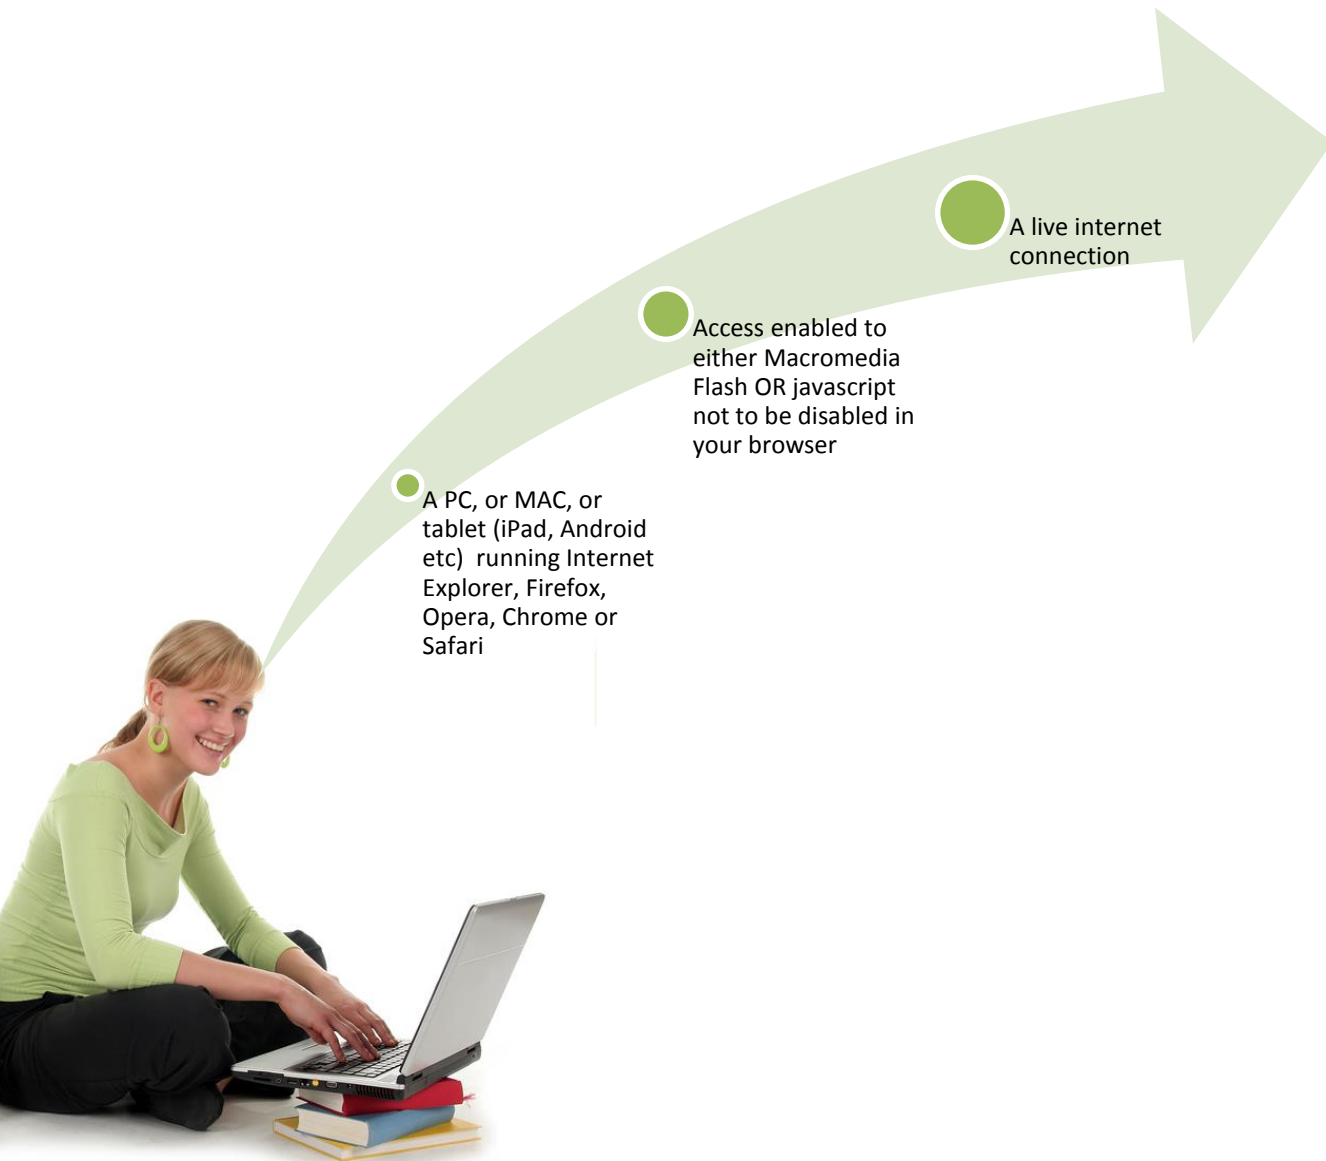 A live internet
connection
Access enabled to
either Macromedia
Flash OR javascript
not to be disabled in
your browser
A PC, or MAC, or
tablet (iPad, Android
etc)  running Internet
Explorer, Firefox,
Opera, Chrome or
Safari